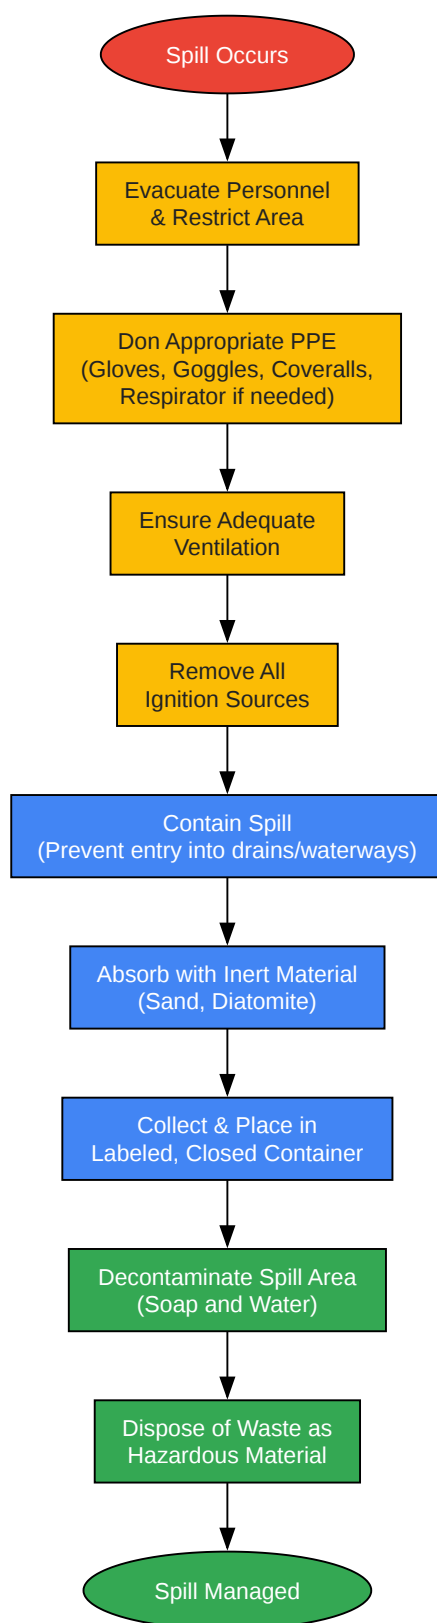 Spill Occurs
Evacuate Personnel
& Restrict Area
Don Appropriate PPE
(Gloves, Goggles, Coveralls,
Respirator if needed)
Ensure Adequate
Ventilation
Remove All
Ignition Sources
Contain Spill
(Prevent entry into drains/waterways)
Absorb with Inert Material
(Sand, Diatomite)
Collect & Place in
Labeled, Closed Container
Decontaminate Spill Area
(Soap and Water)
Dispose of Waste as
Hazardous Material
Spill Managed